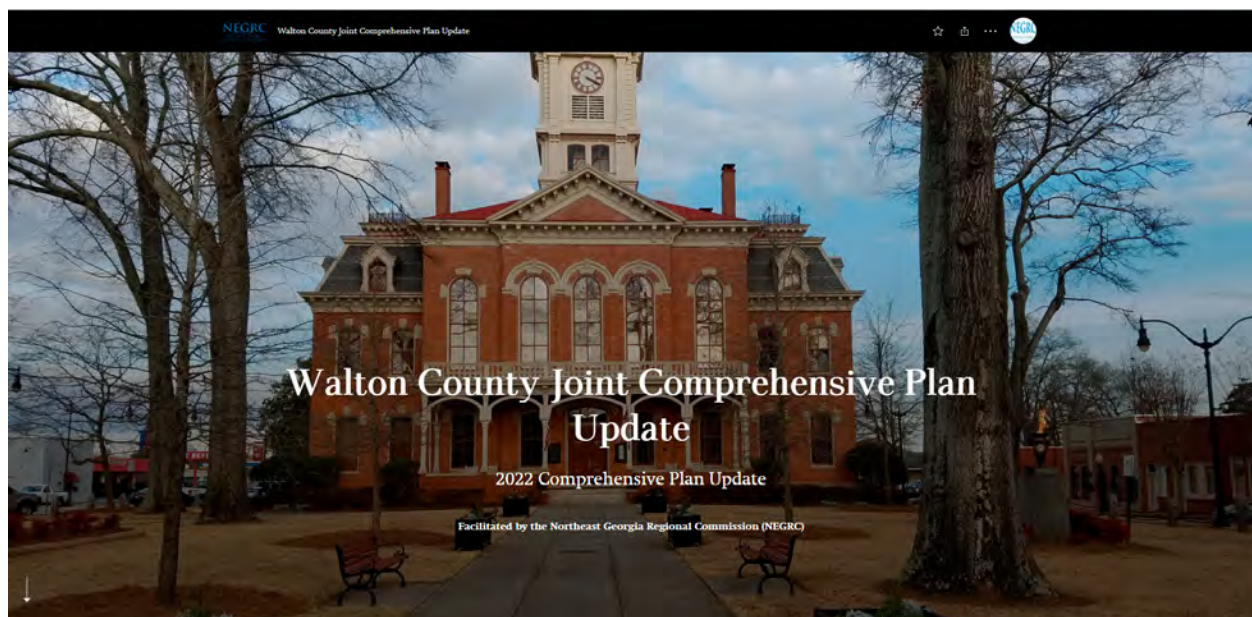 NEGRC
Walton County Joint Comprehensive Plan Update
NEGRC
Walton County Joint Comprehensive Plan
Update
2022 Comprehensive Plan Update
Facilitated by the Northeast Georgia Regional Commission (NEGRC)